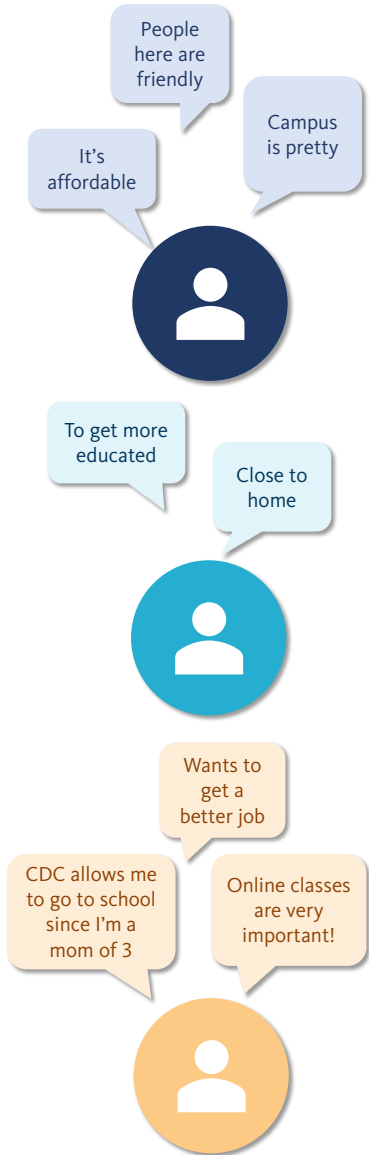 People
here are
friendly
Campus
is pretty
It's
affordable
To get more
educated
Close to
home
Wants to
get a
better job
CDC allows me
to go to school
since I'm a
mom of 3
Online classes
are very
important!